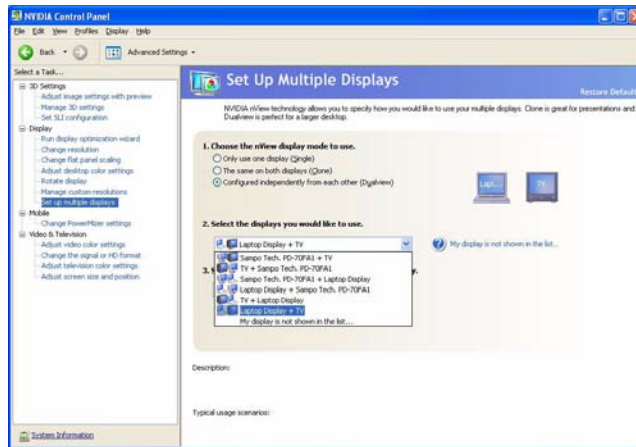 NVIDIA Control Panel
File Edit View Profiles Display Help
Back Advanced Settings
Select a Task...
3D Settings
Adjust image settings with preview
Manage 3D settings
Set SLI configuration
Display
Run display optimization wizard
Change resolution
Change flat panel scaling
Adjust desktop color settings
Rotate display
Manage custom resolutions
Set up multiple displays
Mobile
Change PowerMizer settings
Video & Television
Adjust video color settings
Change the signal or HD format
Adjust television color settings
Adjust screen size and position
System Information
Set Up Multiple Displays
Restore Defaults
NVIDIA nView technology allows you to specify how you would like to use your multiple displays. Clone is great for presentations and
Dualview is perfect for a larger desktop.
1. Choose the nView display mode to use.
Only use one display (Single)
The same on both displays (Clone)
Configured independently from each other (Dualview)
Lapt... TV
2. Select the displays you would like to use.
Laptop Display + TV
My display is not shown in the list...
Sampo Tech. PD-70FA1 + TV
TV + Sampo Tech. PD-70FA1
Sampo Tech. PD-70FA1 + Laptop Display
Laptop Display + Sampo Tech. PD-70FA1
TV + Laptop Display
Laptop Display + TV
My display is not shown in the list...
3.
y.
Description:
Typical usage scenarios: